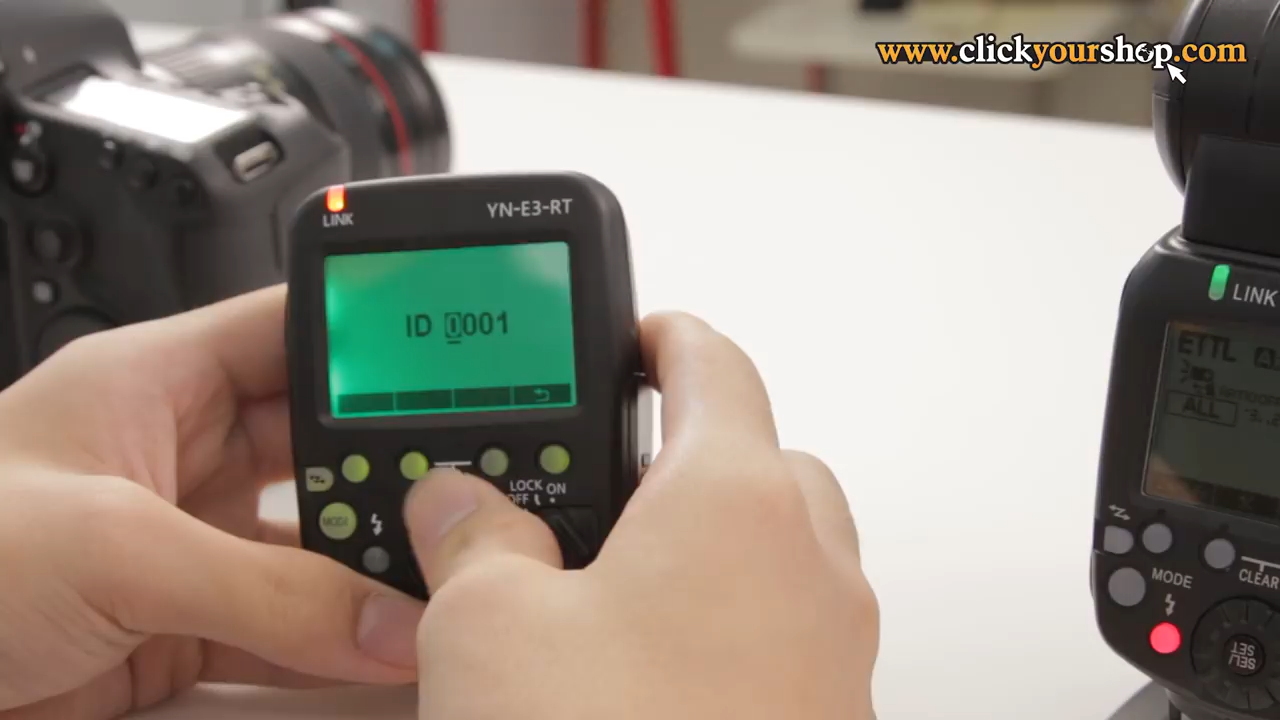 www.clickyourshop.com
LINK
YN-E3-RT
ID 0001
LOCK ON
OFF
MODE
LINK
ETTL
ALL
MODE
CLEAR
SEL/
SET